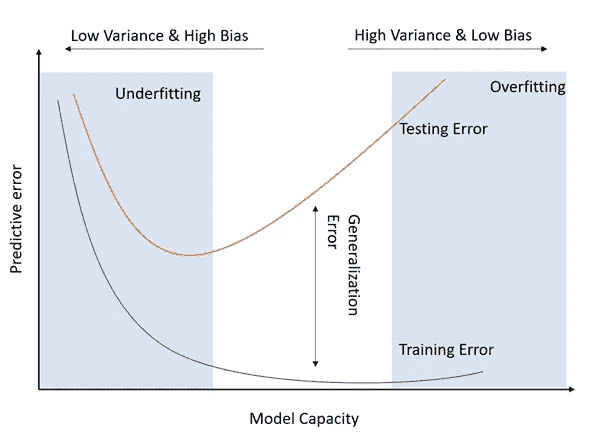 Low Variance & High Bias
High Variance & Low Bias
Underfitting
Overfitting
Testing Error
Predictive error
Generalization
Error
Training Error
Model Capacity